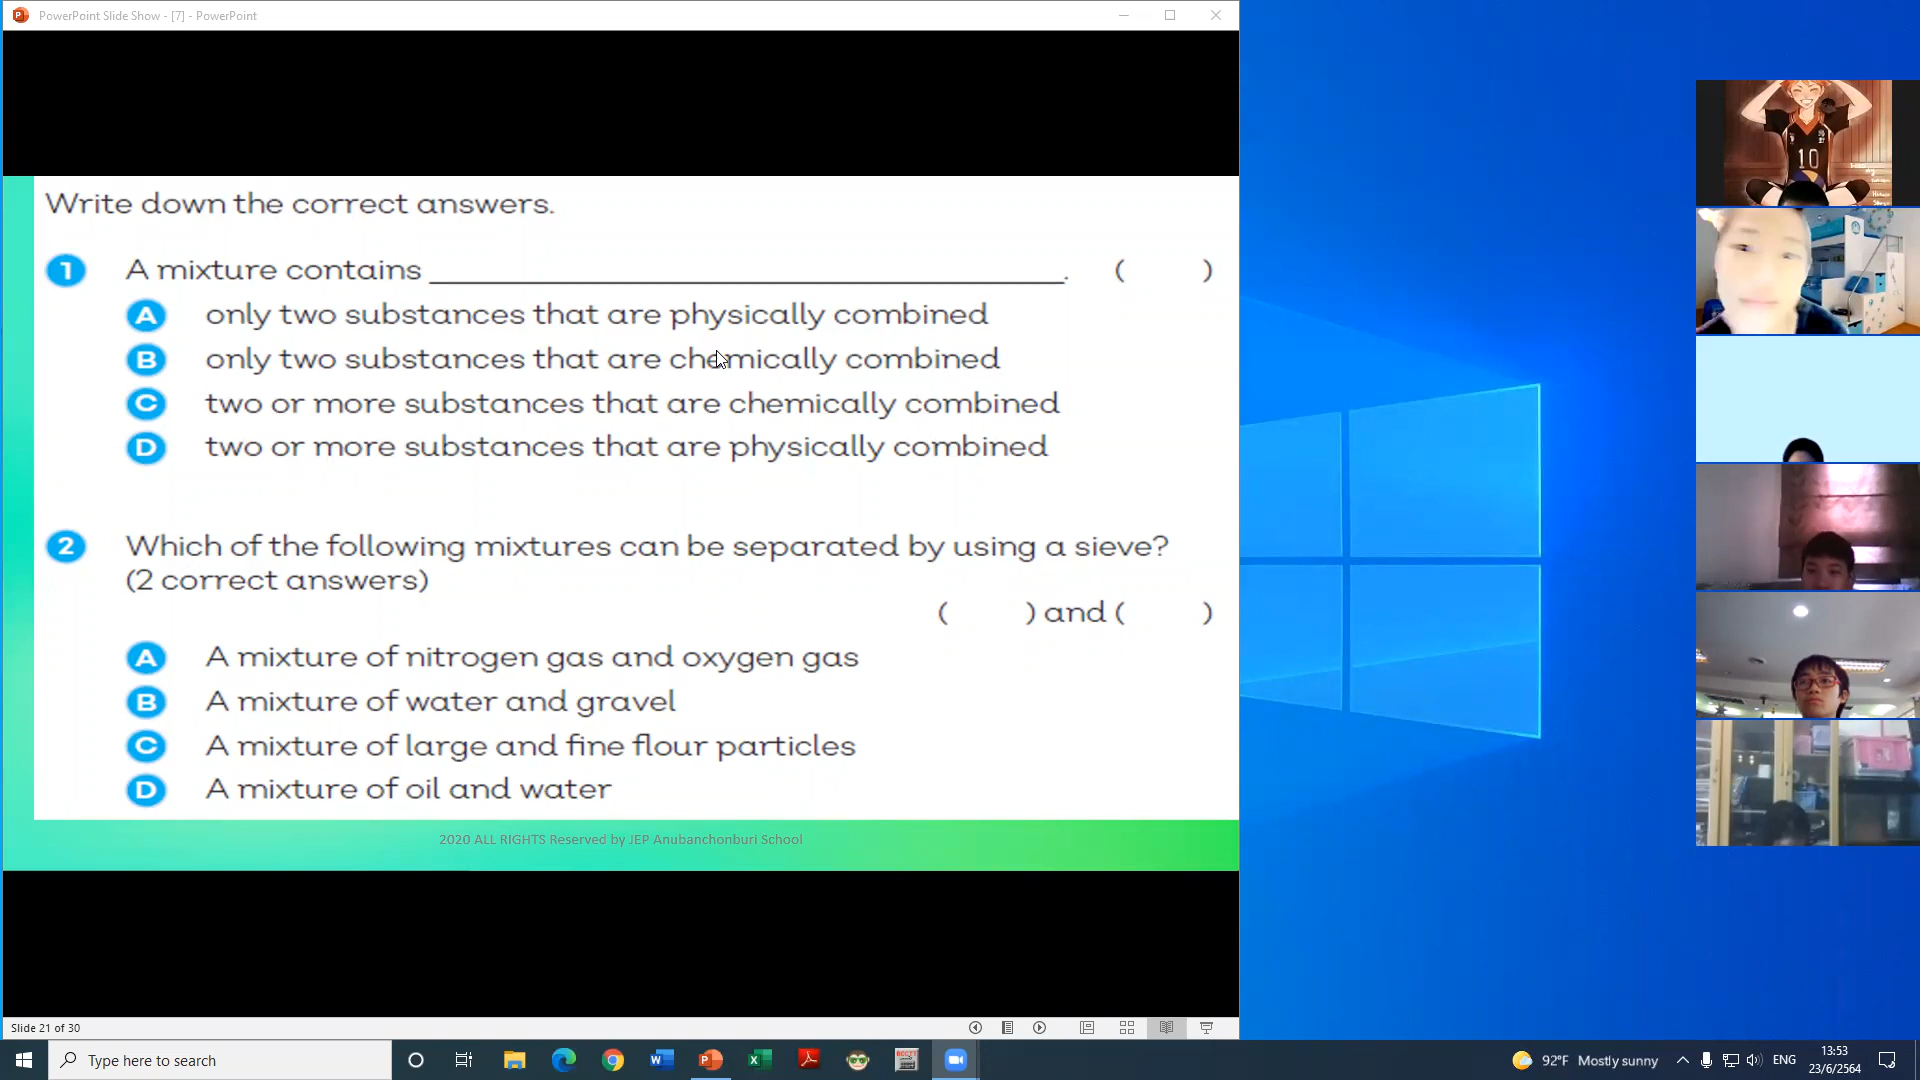 PowerPoint Slide Show - [7] - PowerPoint
Write down the correct answers.
1 A mixture contains ______________________________. ( )
A only two substances that are physically combined
B only two substances that are chemically combined
C two or more substances that are chemically combined
D two or more substances that are physically combined
2 Which of the following mixtures can be separated by using a sieve?
(2 correct answers)
( ) and ( )
A A mixture of nitrogen gas and oxygen gas
B A mixture of water and gravel
C A mixture of large and fine flour particles
D A mixture of oil and water
2020 ALL RIGHTS Reserved by JEP Anubanchonburi School
Slide 21 of 30
Type here to search
92°F Mostly sunny
ENG
13:53
23/6/2564
10